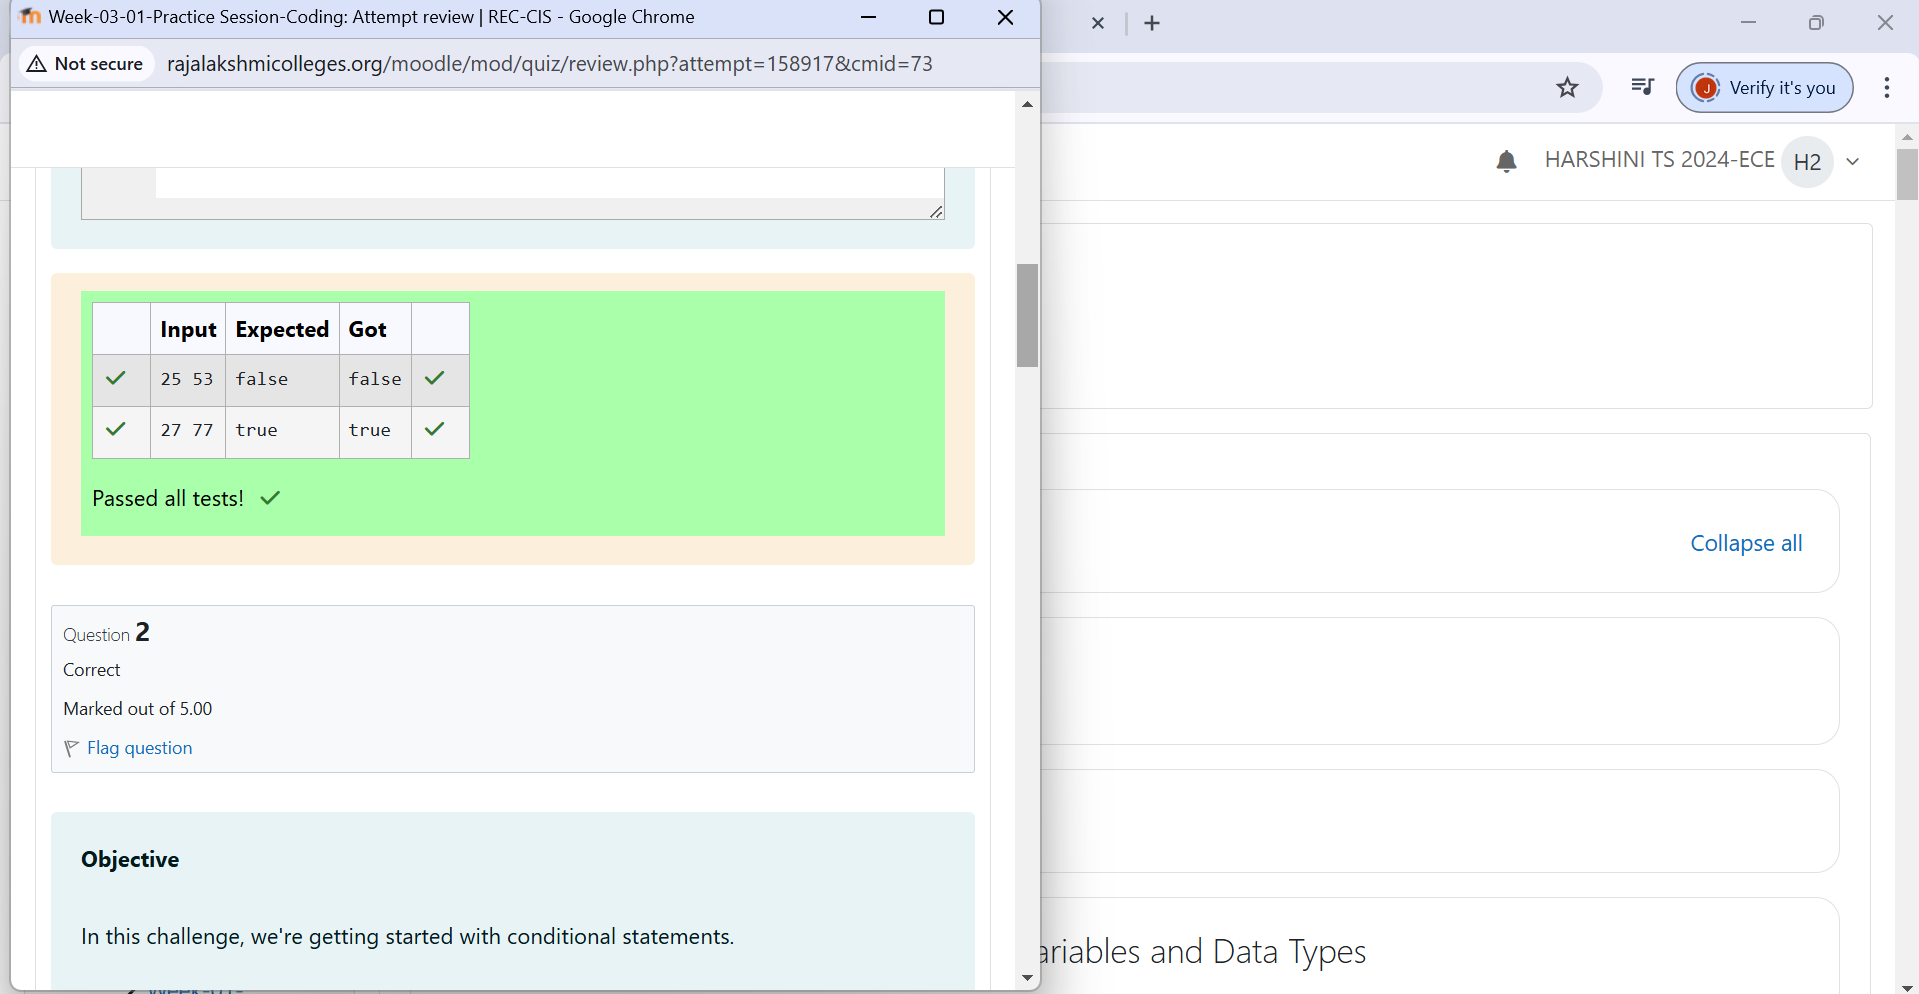 Week-03-01-Practice Session-Coding: Attempt review | REC-CIS - Google Chrome
Not secure rajalakshmicolleges.org/moodle/mod/quiz/review.php?attempt=158917&cmid=73
J Verify it's you
HARSHINI TS 2024-ECE H2
Input Expected Got
25 53 false false
27 77 true true
Passed all tests!
Collapse all
Question 2
Correct
Marked out of 5.00
Flag question
Objective
In this challenge, we're getting started with conditional statements.
ariables and Data Types